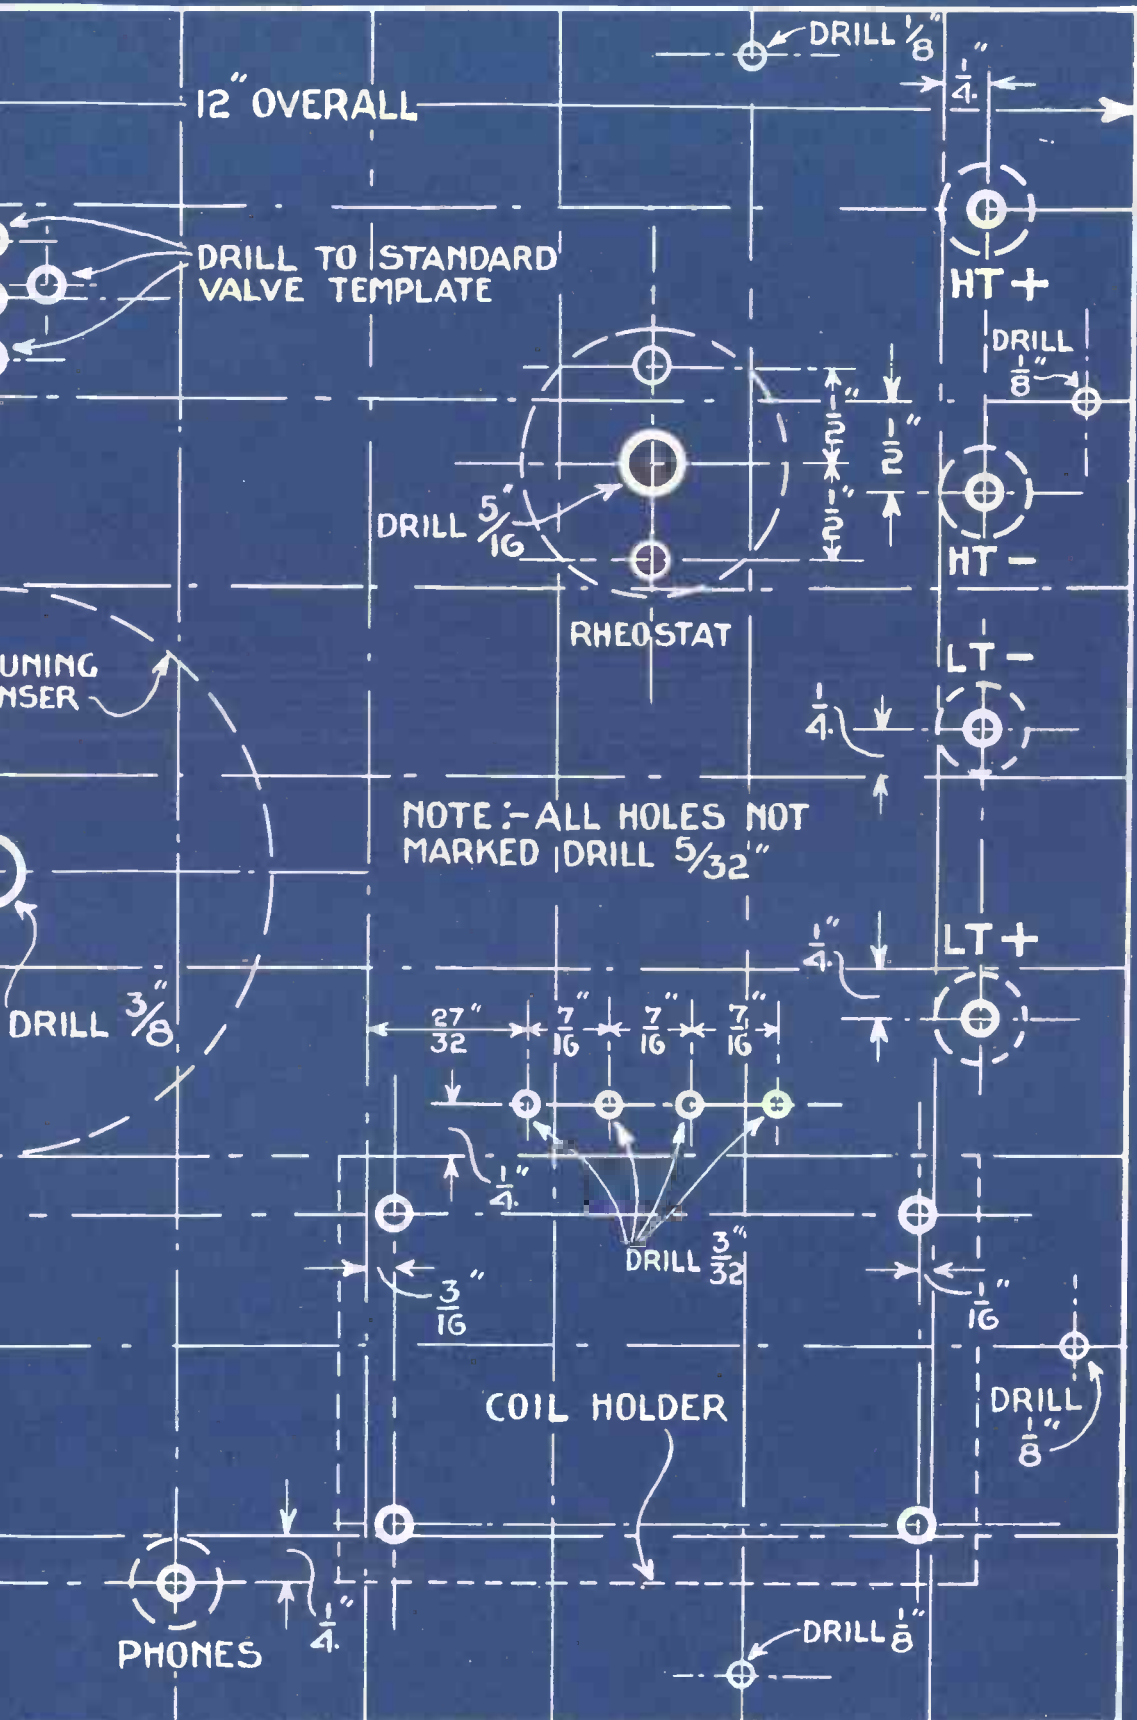 DRILL 1/8"
1/4."
12" OVERALL
DRILL TO STANDARD
VALVE TEMPLATE
HT +
DRILL
1/8"
1/2"
1/2"
1/2"
DRILL 5/16"
HT -
RHEOSTAT
LT -
UNING
NSER
1/4."
NOTE:- ALL HOLES NOT
MARKED DRILL 5/32"
LT +
1/4."
DRILL 3/8"
27/32" 7/16" 7/16" 7/16"
1/4."
DRILL 3/32"
3/16"
1/16"
COIL HOLDER
DRILL
1/8"
1/4."
PHONES
DRILL 1/8"